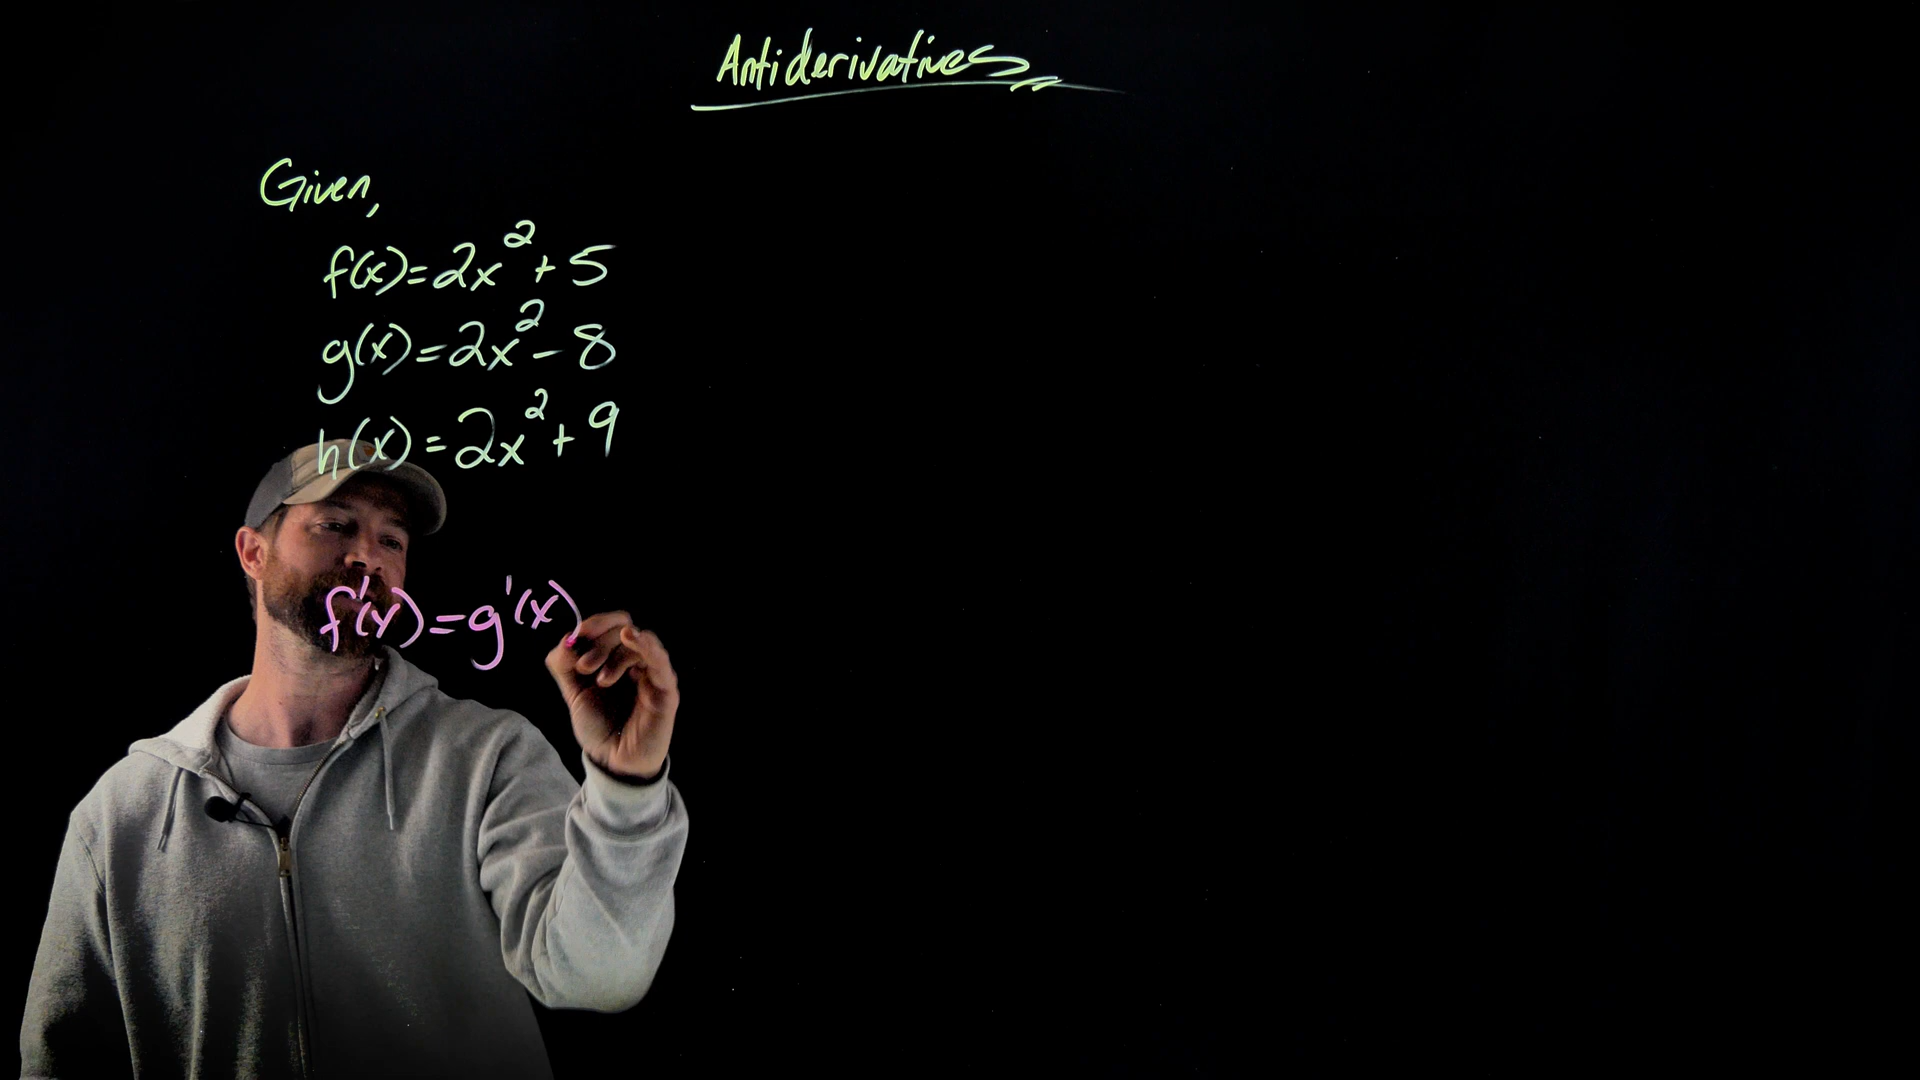 Antiderivatives
Given,
f(x)=2x²+5
g(x)=2x²-8
h(x)=2x²+9
f'(x)=g'(x)